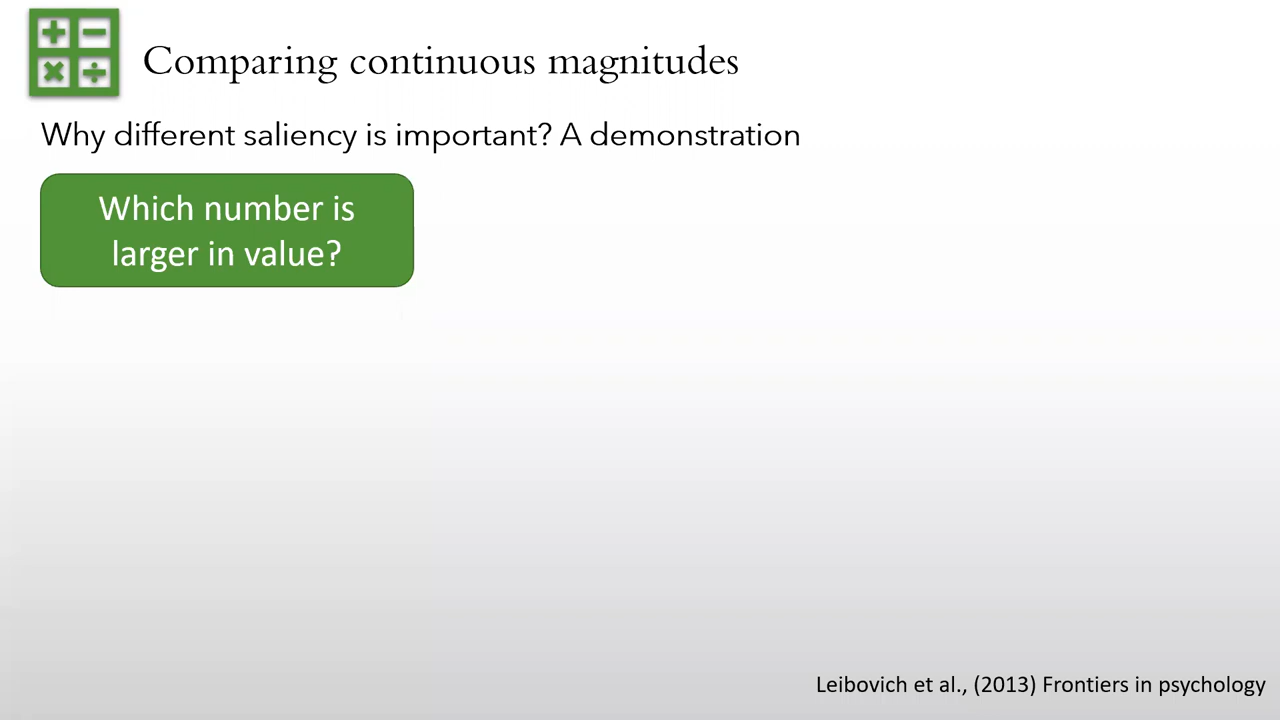 Comparing continuous magnitudes
Why different saliency is important? A demonstration
Which number is
larger in value?
Leibovich et al., (2013) Frontiers in psychology